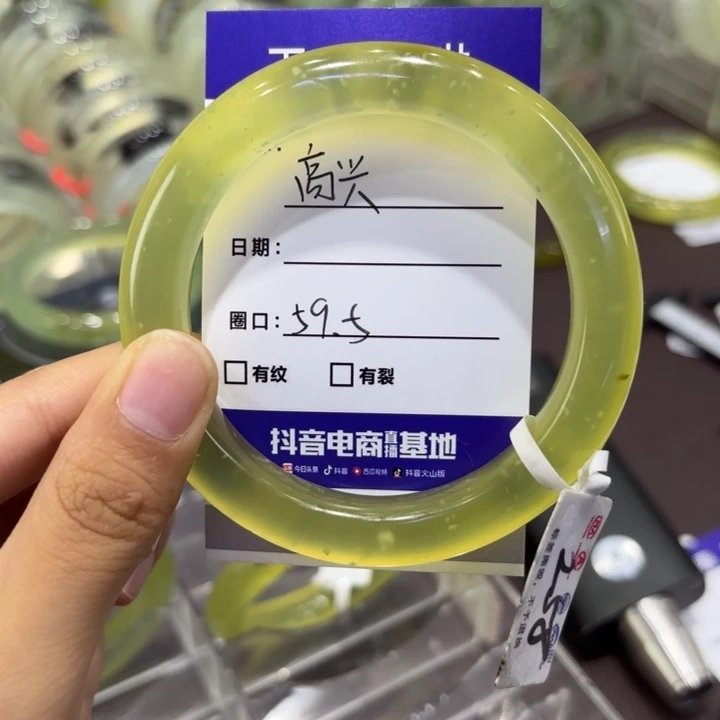 高兴
日期:
圈口: 59.5
有纹 有裂
抖音电商直播基地
今日头条 抖音 西瓜视频 抖音火山版
258